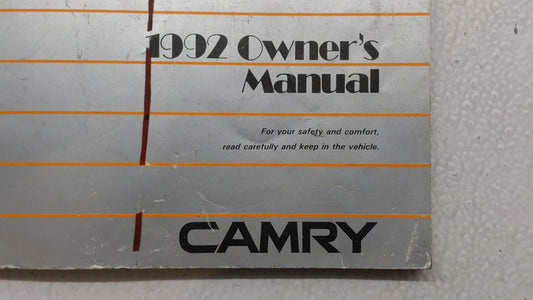 1992 Owner's
Manual
For your safety and comfort,
read carefully and keep in the vehicle.
CAMRY